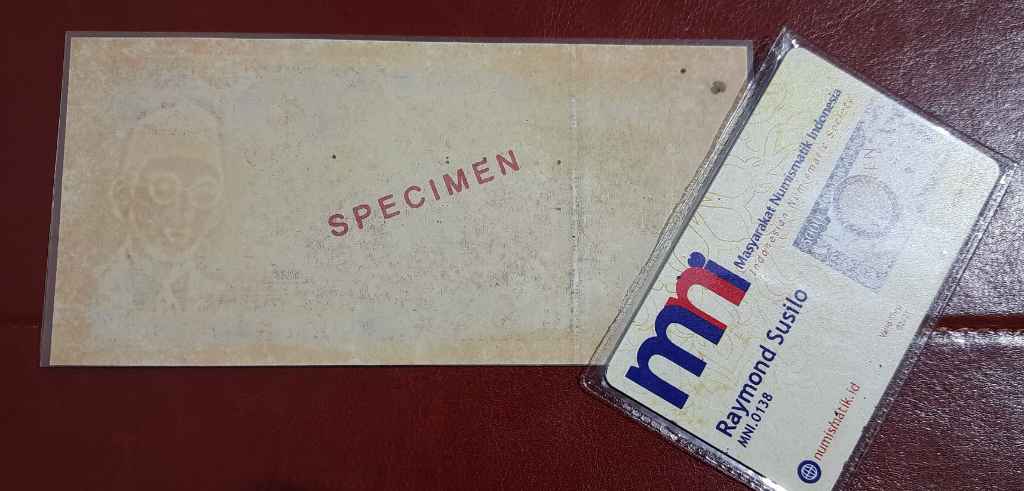 SPECIMEN
mni
Masyarakat Numismatik Indonesia
Indonesian Numismatic Society
Raymond Susilo
MNI.0138
numismatik.id